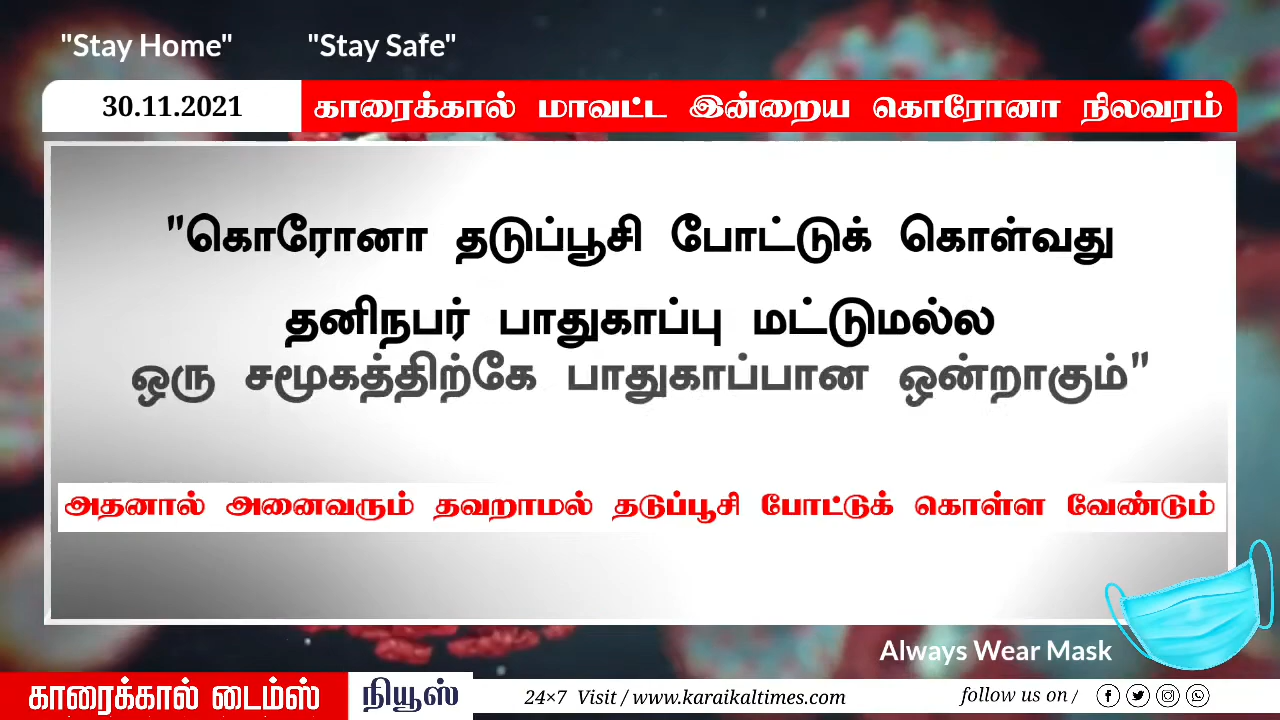 "Stay Home" "Stay Safe"
30.11.2021 காரைக்கால் மாவட்ட இன்றைய கொரோனா நிலவரம்
"கொரோனா தடுப்பூசி போட்டுக் கொள்வது
தனிநபர் பாதுகாப்பு மட்டுமல்ல
ஒரு சமூகத்திற்கே பாதுகாப்பான ஒன்றாகும்"
அதனால் அனைவரும் தவறாமல் தடுப்பூசி போட்டுக் கொள்ள வேண்டும்
Always Wear Mask
காரைக்கால் டைம்ஸ் நியூஸ் 24×7 Visit / www.karaikaltimes.com follow us on /